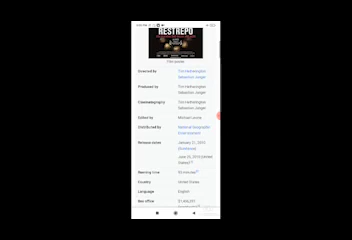 RESTREPO
Film poster
Directed by Tim Hetherington
Sebastian Junger
Produced by Tim Hetherington
Sebastian Junger
Cinematography Tim Hetherington
Sebastian Junger
Edited by Michael Levine
Distributed by National Geographic
Entertainment
Release dates January 21, 2010
(Sundance)
June 25, 2010 (United
States)
Running time 93 minutes
Country United States
Language English
Box office